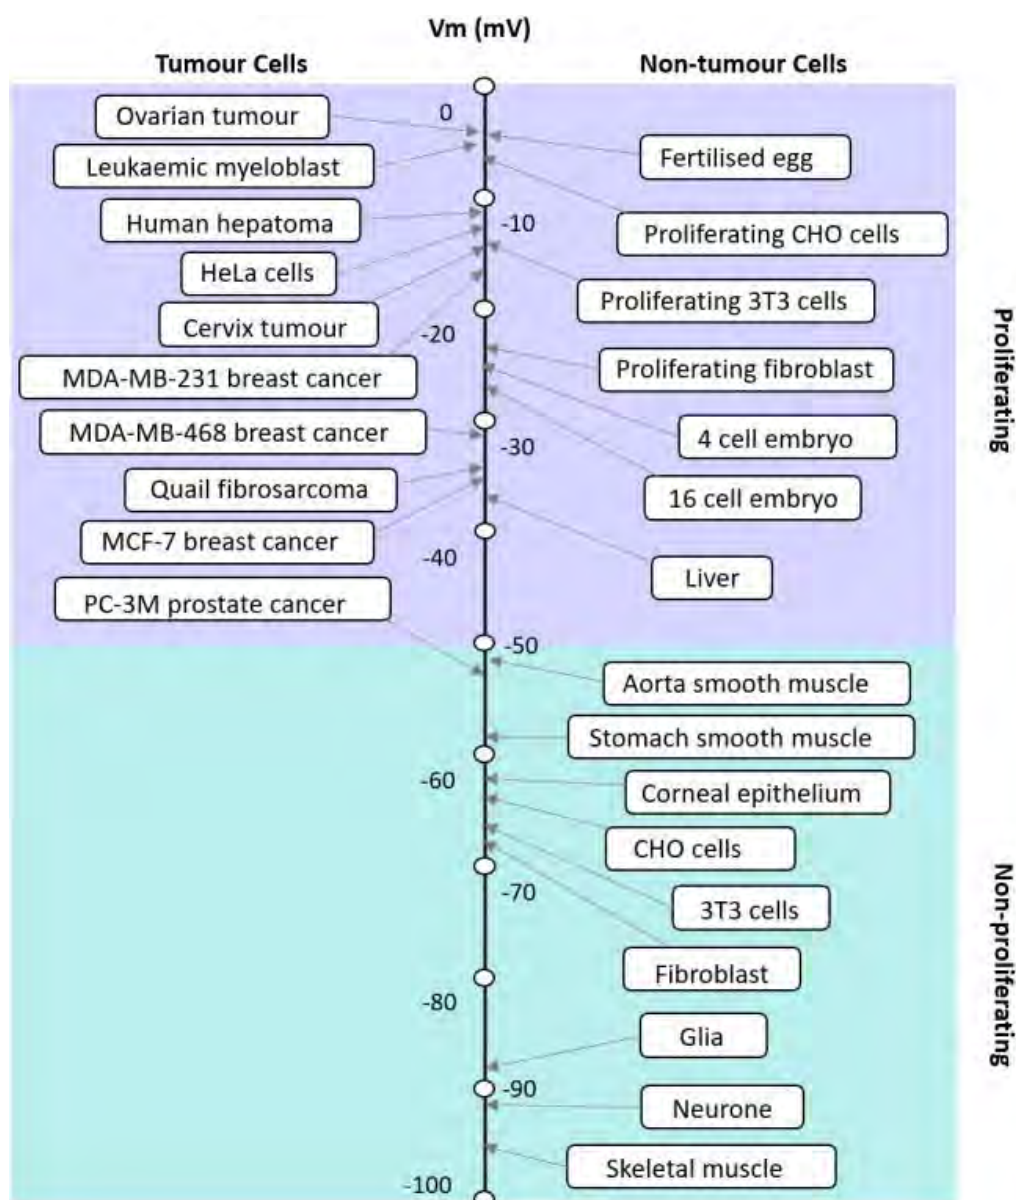 Vm (mV)
Tumour Cells
Non-tumour Cells
0
Ovarian tumour
Fertilised egg
Leukaemic myeloblast
Human hepatoma
-10
Proliferating CHO cells
HeLa cells
Proliferating 3T3 cells
Cervix tumour
-20
MDA-MB-231 breast cancer
Proliferating fibroblast
MDA-MB-468 breast cancer
4 cell embryo
-30
Quail fibrosarcoma
16 cell embryo
MCF-7 breast cancer
-40
Liver
PC-3M prostate cancer
Proliferating
-50
Aorta smooth muscle
Stomach smooth muscle
-60
Corneal epithelium
CHO cells
-70
3T3 cells
Fibroblast
-80
Glia
-90
Neurone
Skeletal muscle
-100
Non-proliferating